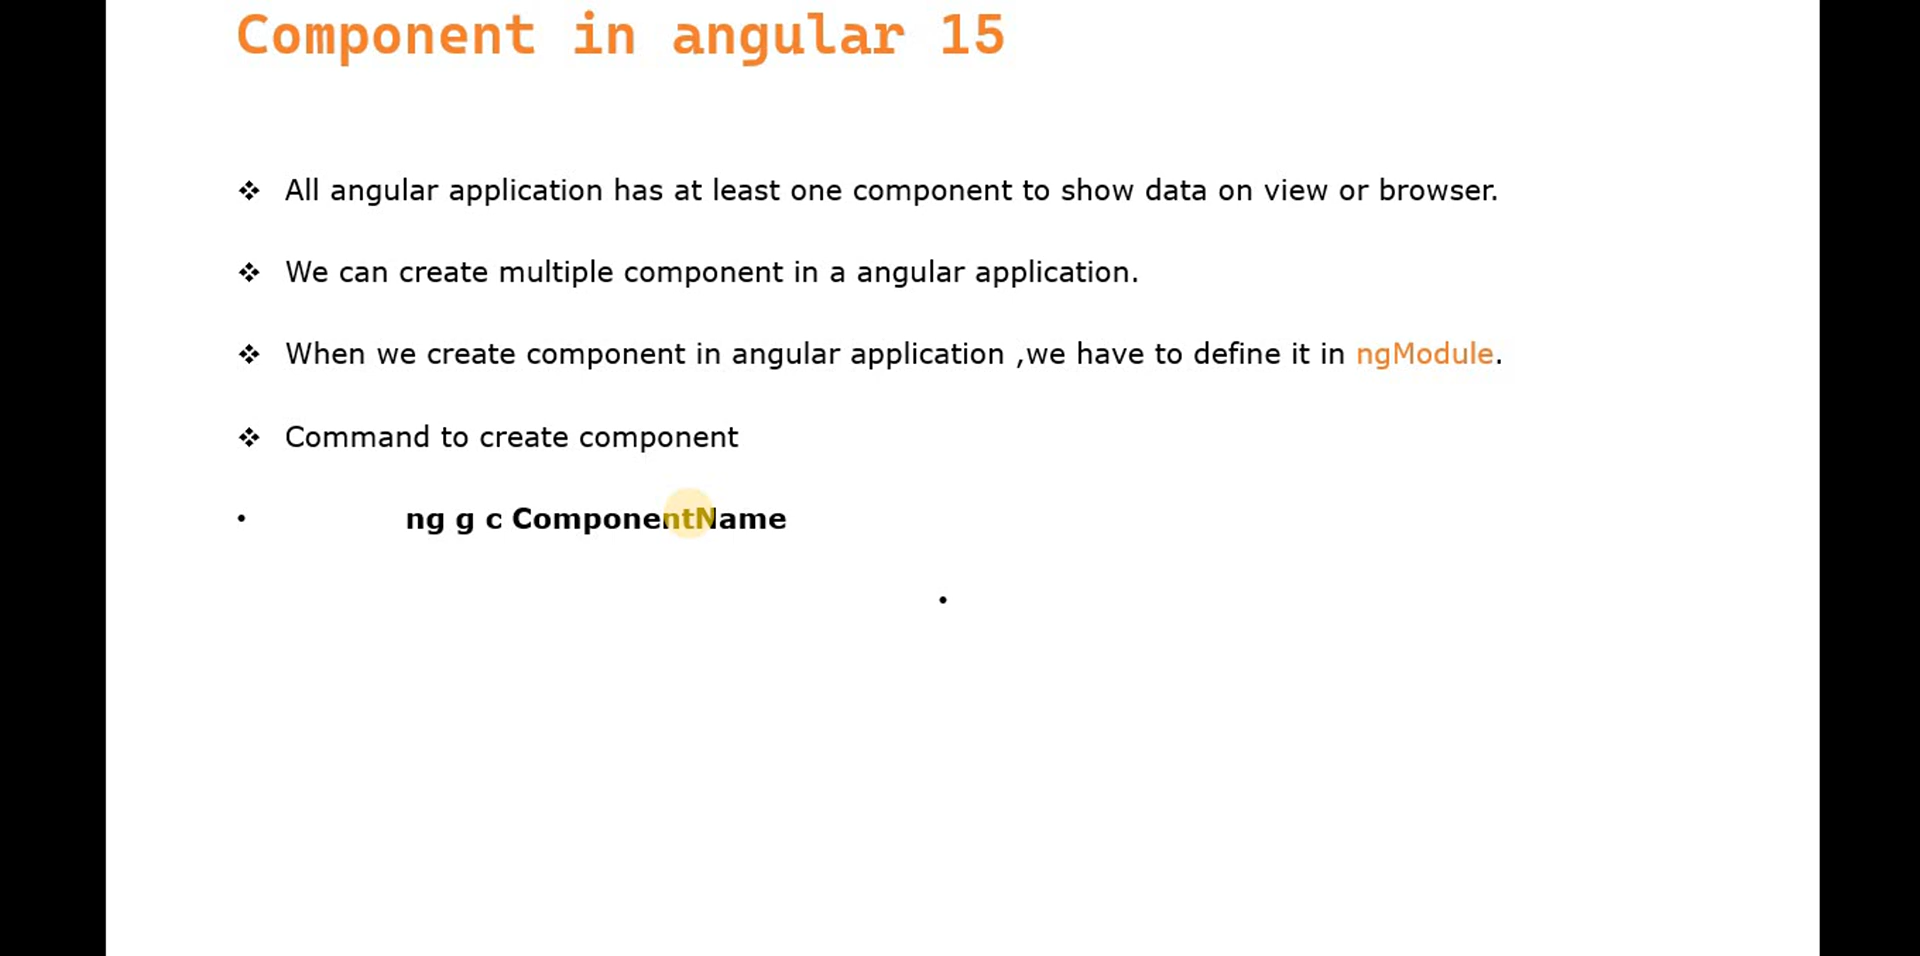 Component in angular 15
❖ All angular application has at least one component to show data on view or browser.
❖ We can create multiple component in a angular application.
❖ When we create component in angular application ,we have to define it in ngModule.
❖ Command to create component
• ng g c ComponentName
•